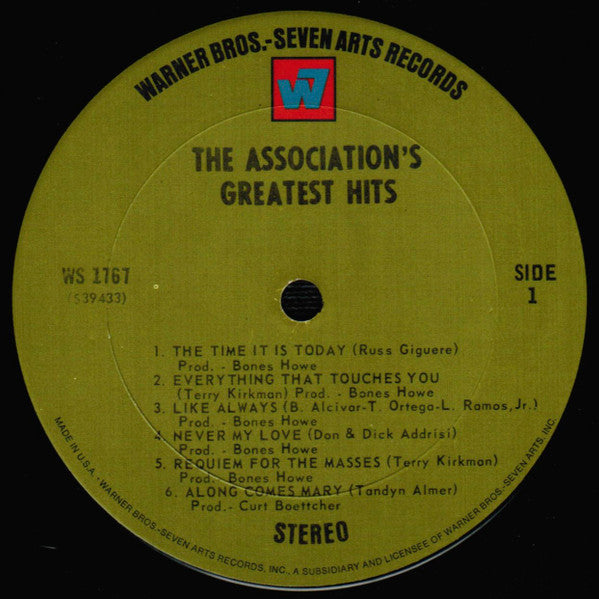 WARNER BROS.-SEVEN ARTS RECORDS
W7
THE ASSOCIATION'S
GREATEST HITS
WS 1767
(S39433)
SIDE
1
1. THE TIME IT IS TODAY (Russ Giguere)
Prod. - Bones Howe
2. EVERYTHING THAT TOUCHES YOU
(Terry Kirkman) Prod. - Bones Howe
3. LIKE ALWAYS (B. Alcivar-T. Ortega-L. Ramos, Jr.)
Prod. - Bones Howe
4. NEVER MY LOVE (Don & Dick Addrisi)
Prod. - Bones Howe
5. REQUIEM FOR THE MASSES (Terry Kirkman)
Prod. Bones Howe
6. ALONG COMES MARY (Tandyn Almer)
Prod.- Curt Boettcher
STEREO
MADE IN U.S.A. - WARNER BROS.-SEVEN ARTS RECORDS, INC., A SUBSIDIARY AND LICENSEE OF WARNER BROS.-SEVEN ARTS, INC.